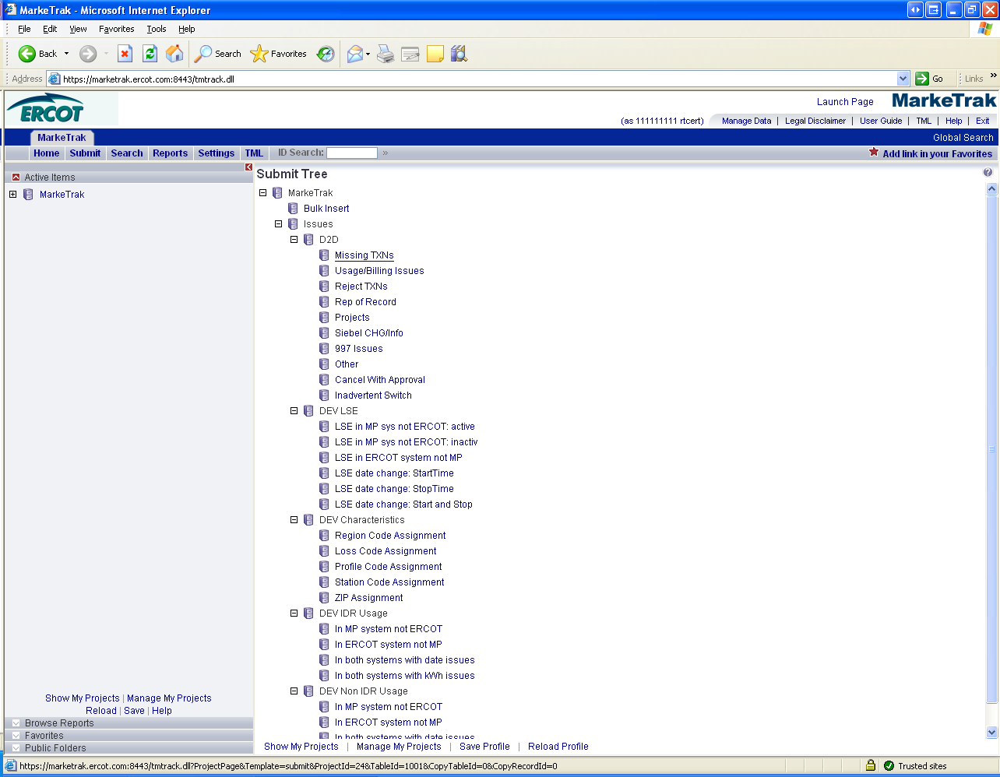 MarkeTrak - Microsoft Internet Explorer
File Edit View Favorites Tools Help
Back Search Favorites
Address https://marketrak.ercot.com:8443/tmtrack.dll Go Links »
ERCOT
Launch Page MarkeTrak
(as 111111111 rtcert) Manage Data | Legal Disclaimer | User Guide | TML | Help | Exit
MarkeTrak Global Search
Home Submit Search Reports Settings TML ID Search: » Add link in your Favorites
Active Items
MarkeTrak
Show My Projects | Manage My Projects
Reload | Save | Help
Browse Reports
Favorites
Public Folders
Submit Tree
MarkeTrak
Bulk Insert
Issues
D2D
Missing TXNs
Usage/Billing Issues
Reject TXNs
Rep of Record
Projects
Siebel CHG/Info
997 Issues
Other
Cancel With Approval
Inadvertent Switch
DEV LSE
LSE in MP sys not ERCOT: active
LSE in MP sys not ERCOT: inactiv
LSE in ERCOT system not MP
LSE date change: StartTime
LSE date change: StopTime
LSE date change: Start and Stop
DEV Characteristics
Region Code Assignment
Loss Code Assignment
Profile Code Assignment
Station Code Assignment
ZIP Assignment
DEV IDR Usage
In MP system not ERCOT
In ERCOT system not MP
In both systems with date issues
In both systems with kWh issues
DEV Non IDR Usage
In MP system not ERCOT
In ERCOT system not MP
In both systems with date issues
Show My Projects | Manage My Projects | Save Profile | Reload Profile
https://marketrak.ercot.com:8443/tmtrack.dll?ProjectPage&Template=submit&ProjectId=24&TableId=1001&CopyTableId=0&CopyRecordId=0 Trusted sites